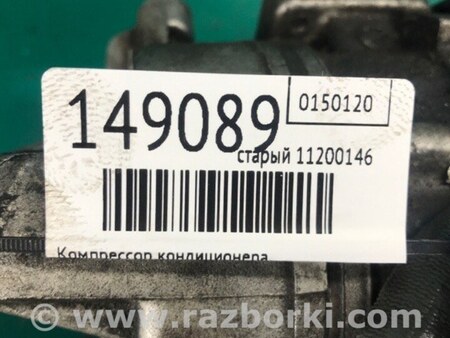 149089
0150120
старый 11200146
Компрессор кондиционера
www.razborki.com